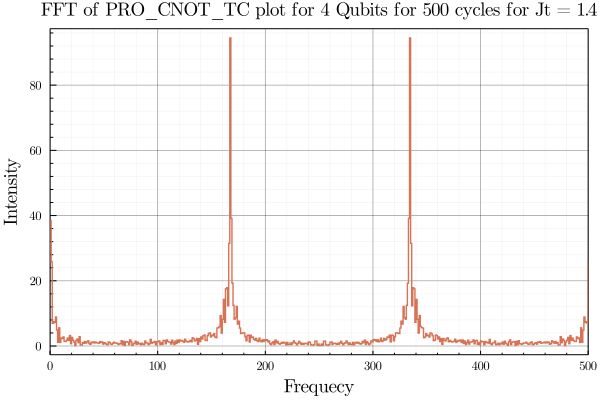 FFT of PRO_CNOT_TC plot for 4 Qubits for 500 cycles for Jt = 1.4
80
60
40
20
0
Intensity
0 100 200 300 400 500
Frequecy